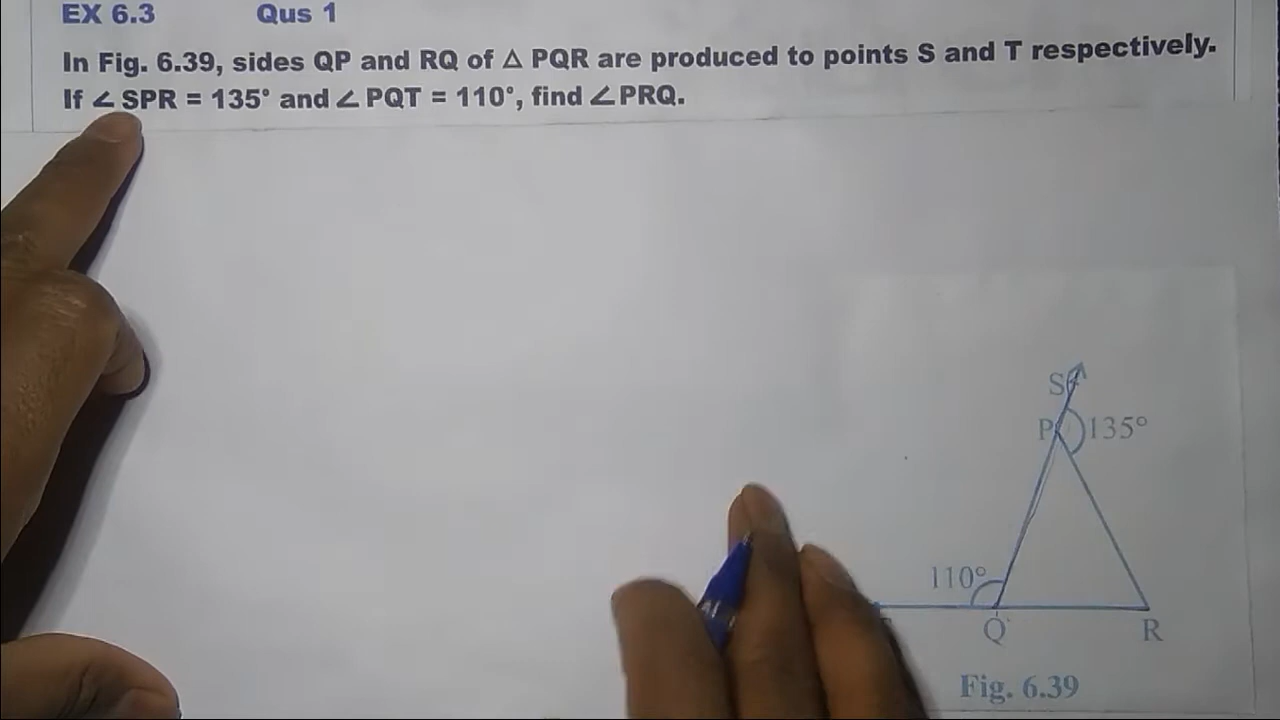 EX 6.3 Qus 1
In Fig. 6.39, sides QP and RQ of △ PQR are produced to points S and T respectively.
If ∠ SPR = 135° and ∠ PQT = 110°, find ∠PRQ.
S
P 135°
110°
Q R
Fig. 6.39